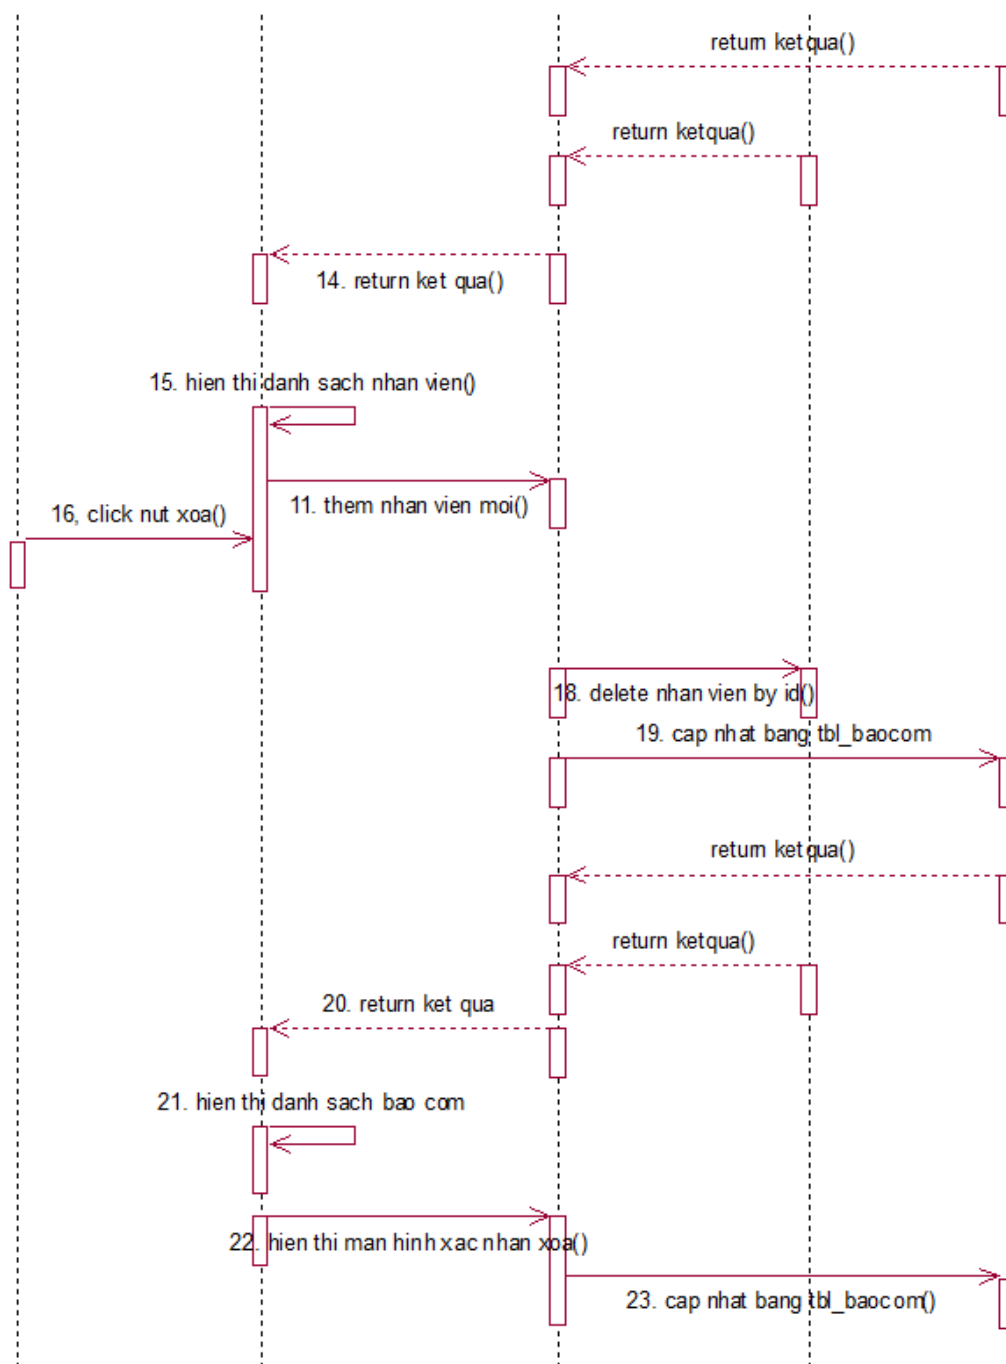 return ketqua()
return ketqua()
14. return ket qua()
15. hien thi danh sach nhan vien()
11. them nhan vien moi()
16, click nut xoa()
18. delete nhan vien by id()
19. cap nhat bang tbl_baocom
return ketqua()
return ketqua()
20. return ket qua
21. hien thi danh sach bao com
22. hien thi man hinh xac nhan xoa()
23. cap nhat bang tbl_baocom()